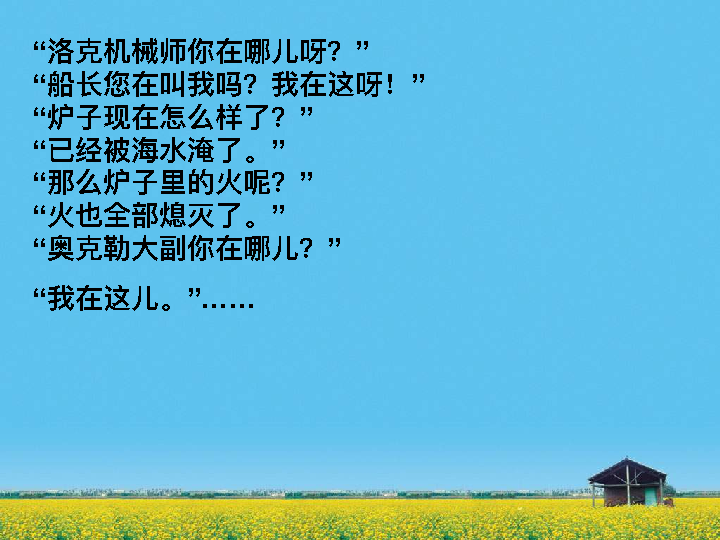 “洛克机械师你在哪儿呀？”
“船长您在叫我吗？我在这呀！”
“炉子现在怎么样了？”
“已经被海水淹了。”
“那么炉子里的火呢？”
“火也全部熄灭了。”
“奥克勒大副你在哪儿？”
“我在这儿。”……